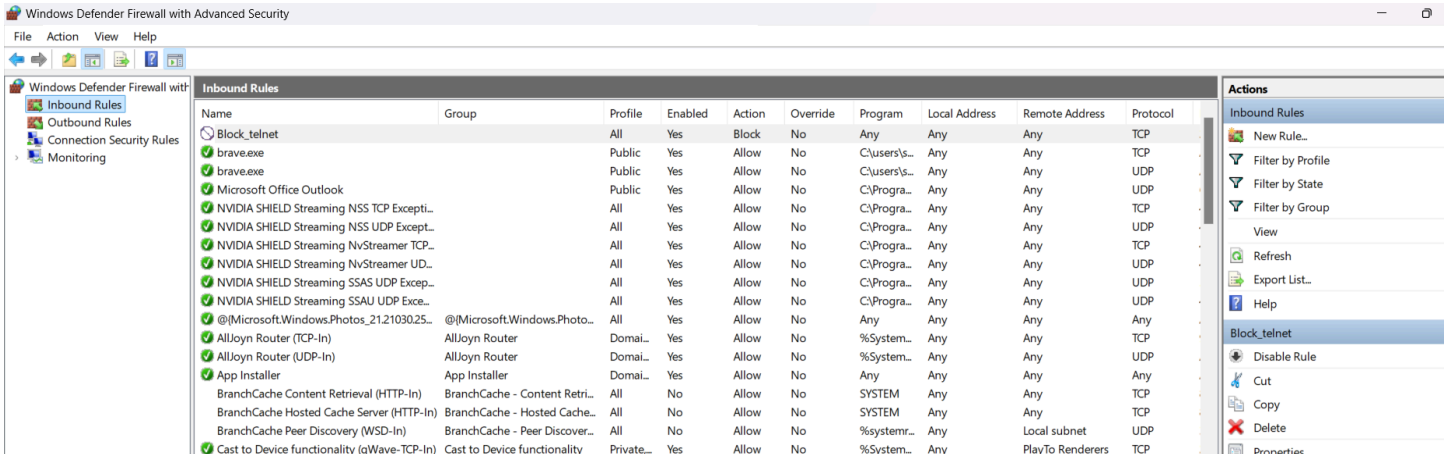 Windows Defender Firewall with Advanced Security
File Action View Help
Windows Defender Firewall with
Inbound Rules
Outbound Rules
Connection Security Rules
Monitoring
Inbound Rules
Name Group Profile Enabled Action Override Program Local Address Remote Address Protocol
Block_telnet All Yes Block No Any Any Any TCP
brave.exe Public Yes Allow No C:\users\s... Any Any TCP
brave.exe Public Yes Allow No C:\users\s... Any Any UDP
Microsoft Office Outlook Public Yes Allow No C:\Progra... Any Any UDP
NVIDIA SHIELD Streaming NSS TCP Excepti... All Yes Allow No C:\Progra... Any Any TCP
NVIDIA SHIELD Streaming NSS UDP Except... All Yes Allow No C:\Progra... Any Any UDP
NVIDIA SHIELD Streaming NvStreamer TCP... All Yes Allow No C:\Progra... Any Any TCP
NVIDIA SHIELD Streaming NvStreamer UD... All Yes Allow No C:\Progra... Any Any UDP
NVIDIA SHIELD Streaming SSAS UDP Excep... All Yes Allow No C:\Progra... Any Any UDP
NVIDIA SHIELD Streaming SSAU UDP Exce... All Yes Allow No C:\Progra... Any Any UDP
@{Microsoft.Windows.Photos_21.21030.25... @{Microsoft.Windows.Photo... All Yes Allow No Any Any Any Any
AllJoyn Router (TCP-In) AllJoyn Router Domai... Yes Allow No %System... Any Any TCP
AllJoyn Router (UDP-In) AllJoyn Router Domai... Yes Allow No %System... Any Any UDP
App Installer App Installer Domai... Yes Allow No Any Any Any Any
BranchCache Content Retrieval (HTTP-In) BranchCache - Content Retri... All No Allow No SYSTEM Any Any TCP
BranchCache Hosted Cache Server (HTTP-In) BranchCache - Hosted Cache... All No Allow No SYSTEM Any Any TCP
BranchCache Peer Discovery (WSD-In) BranchCache - Peer Discover... All No Allow No %systemr... Any Local subnet UDP
Cast to Device functionality (qWave-TCP-In) Cast to Device functionality Private,... Yes Allow No %System... Any PlayTo Renderers TCP
Actions
Inbound Rules
New Rule...
Filter by Profile
Filter by State
Filter by Group
View
Refresh
Export List...
Help
Block_telnet
Disable Rule
Cut
Copy
Delete
Properties